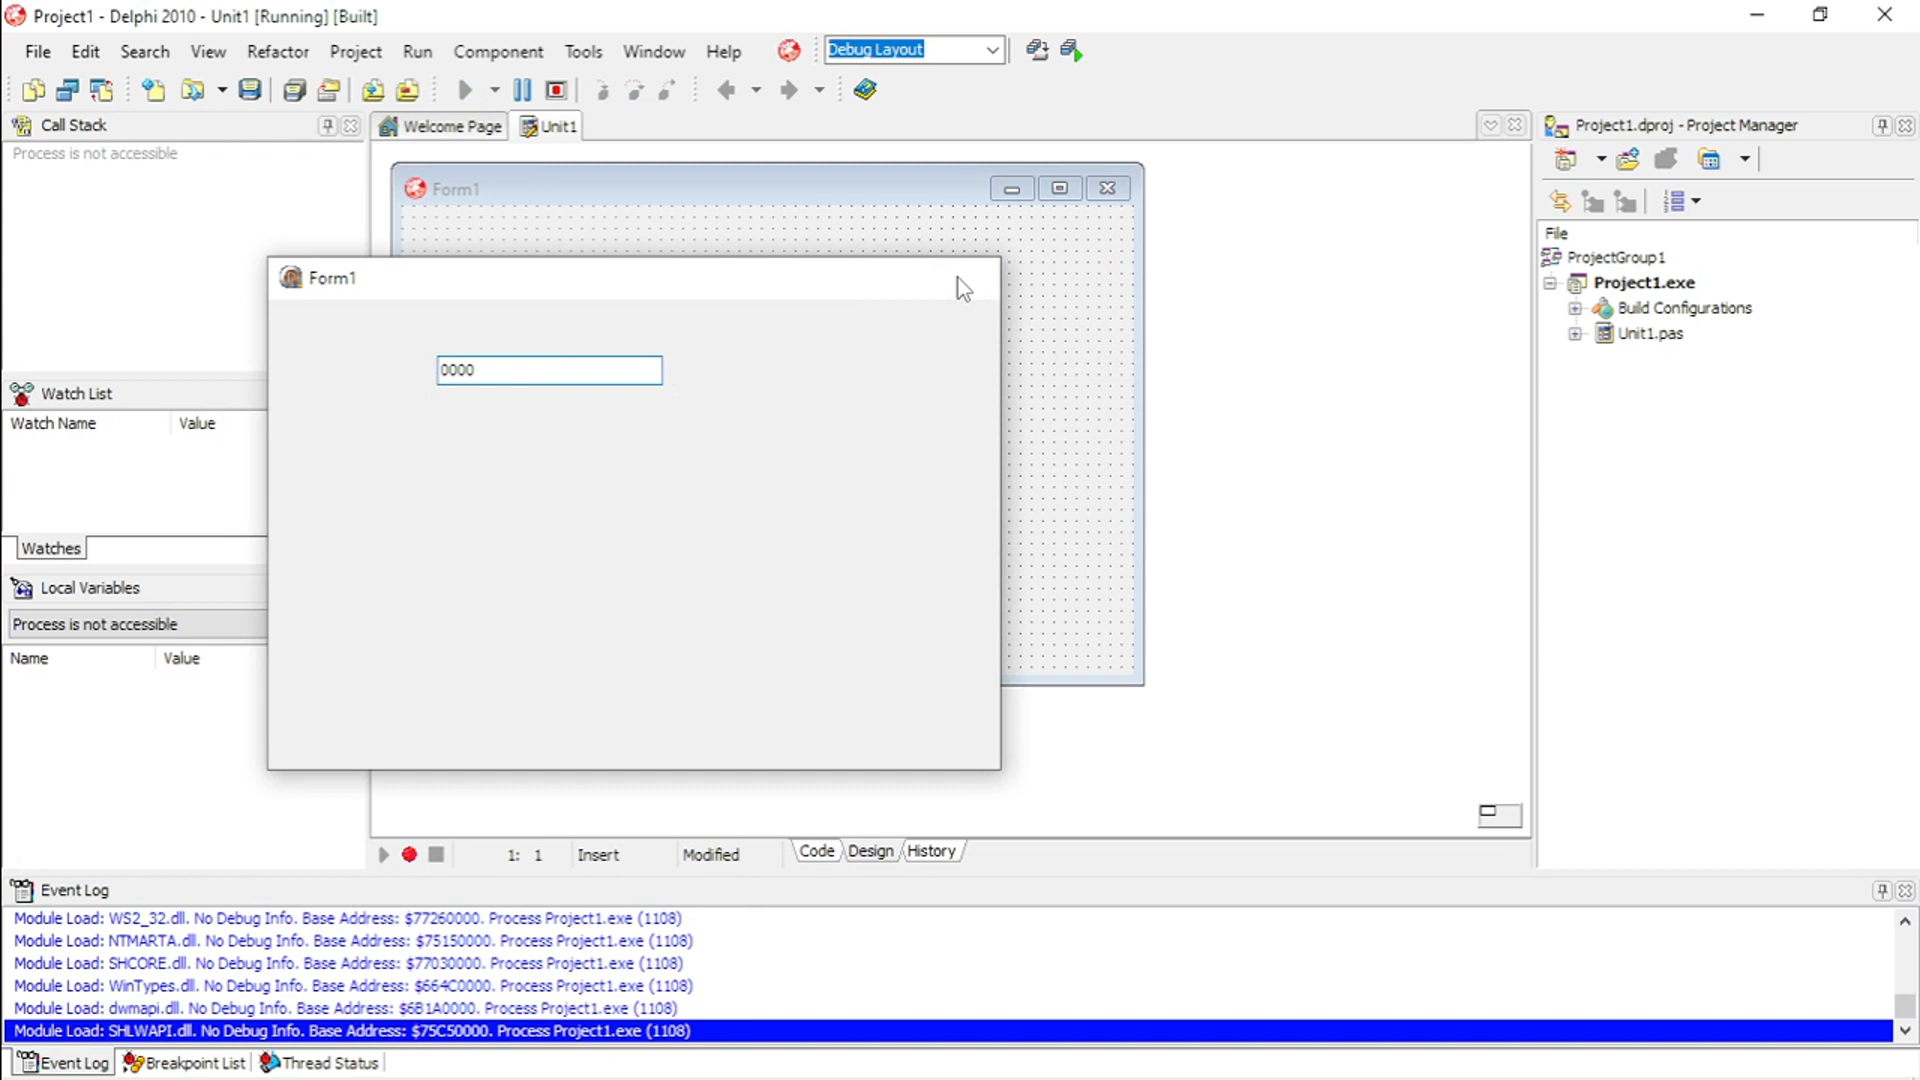 Project1 - Delphi 2010 - Unit1 [Running] [Built]
File Edit Search View Refactor Project Run Component Tools Window Help Debug Layout
Call Stack
Process is not accessible
Welcome Page Unit1
Project1.dproj - Project Manager
Form1
File
ProjectGroup1
Project1.exe
Build Configurations
Unit1.pas
Form1
0000
Watch List
Watch Name Value
Watches
Local Variables
Process is not accessible
Name Value
1: 1 Insert Modified Code Design History
Event Log
Module Load: WS2_32.dll. No Debug Info. Base Address: $77260000. Process Project1.exe (1108)
Module Load: NTMARTA.dll. No Debug Info. Base Address: $75150000. Process Project1.exe (1108)
Module Load: SHCORE.dll. No Debug Info. Base Address: $77030000. Process Project1.exe (1108)
Module Load: WinTypes.dll. No Debug Info. Base Address: $664C0000. Process Project1.exe (1108)
Module Load: dwmapi.dll. No Debug Info. Base Address: $6B1A0000. Process Project1.exe (1108)
Module Load: SHLWAPI.dll. No Debug Info. Base Address: $75C50000. Process Project1.exe (1108)
Event Log Breakpoint List Thread Status